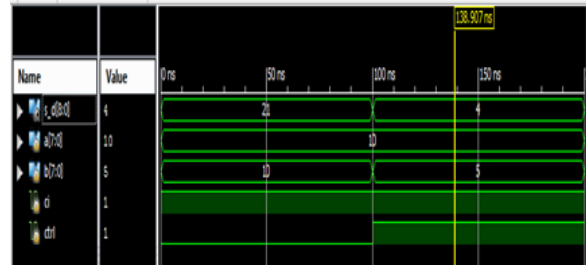 138.907 ns
Name Value 0 ns 50 ns 100 ns 150 ns
s_d[8:0] 4 21 4
a[7:0] 10 10
b[7:0] 5 10 5
ci 1
ctrl 1